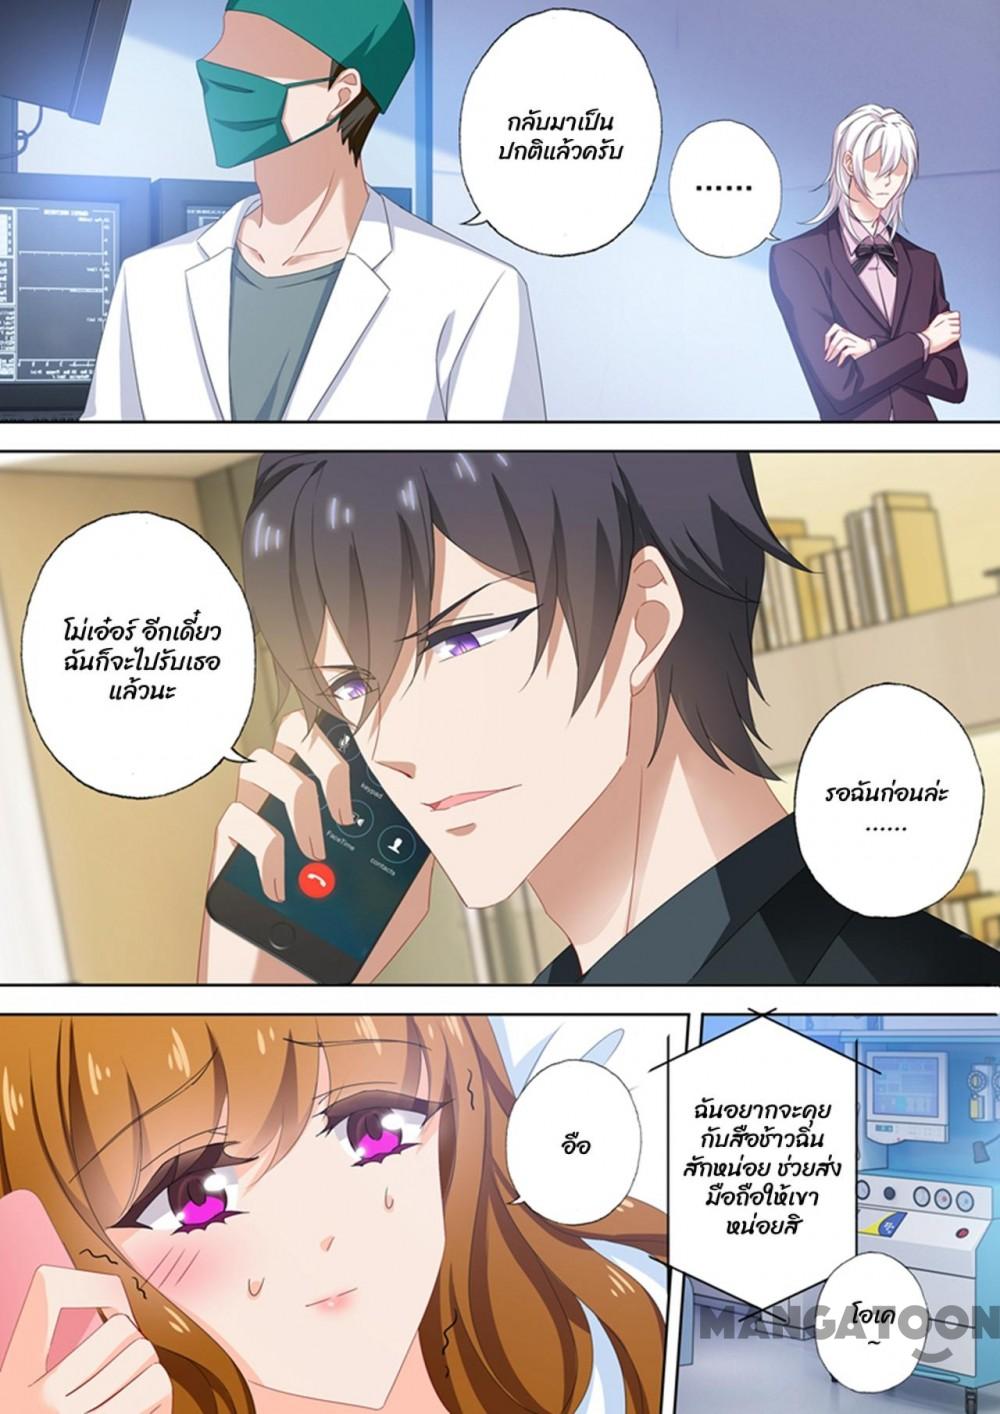 กลับมาเป็น
ปกติแล้วครับ
......
โม่เอ๋อร์ อีกเดี๋ยว
ฉันก็จะไปรับเธอ
แล้วนะ
keypad
FaceTime
contacts
รอฉันก่อนล่ะ
......
อือ
ฉันอยากจะคุย
กับสือช้าวฉิน
สักหน่อย ช่วยส่ง
มือถือให้เขา
หน่อยสิ
โอเค
~
MANGATOON